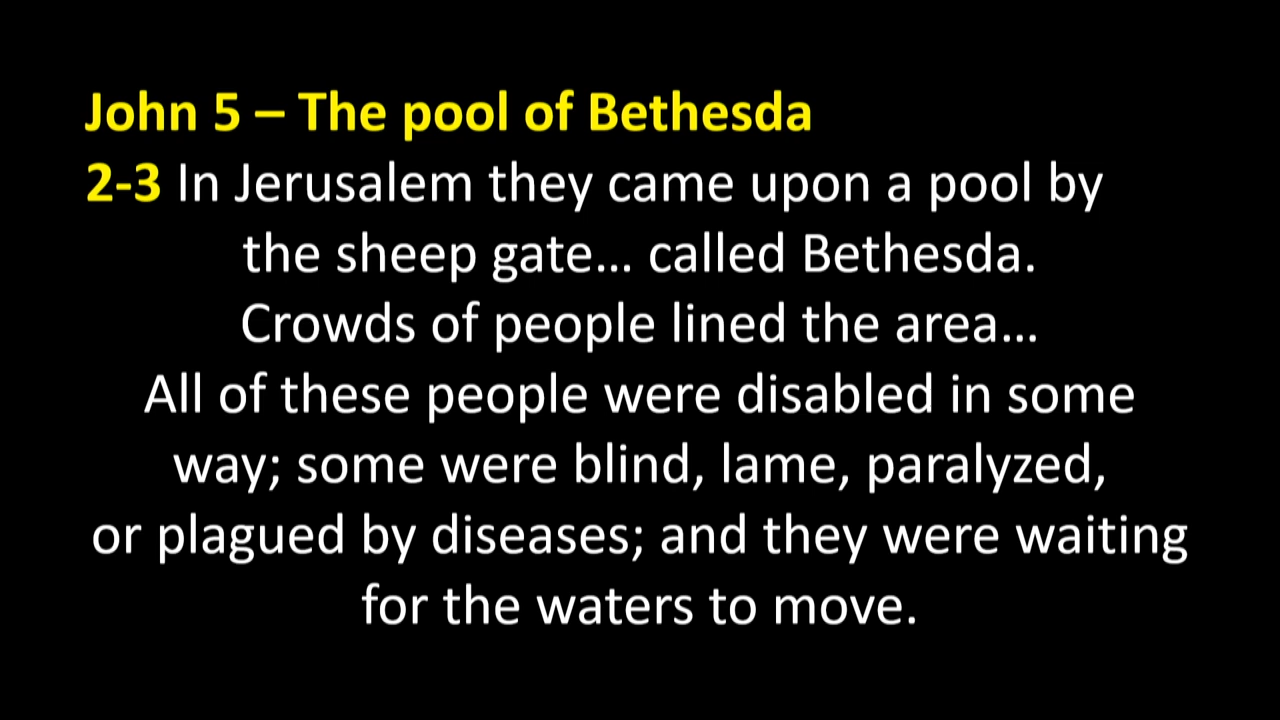 John 5 – The pool of Bethesda
2-3 In Jerusalem they came upon a pool by
the sheep gate… called Bethesda.
Crowds of people lined the area…
All of these people were disabled in some
way; some were blind, lame, paralyzed,
or plagued by diseases; and they were waiting
for the waters to move.